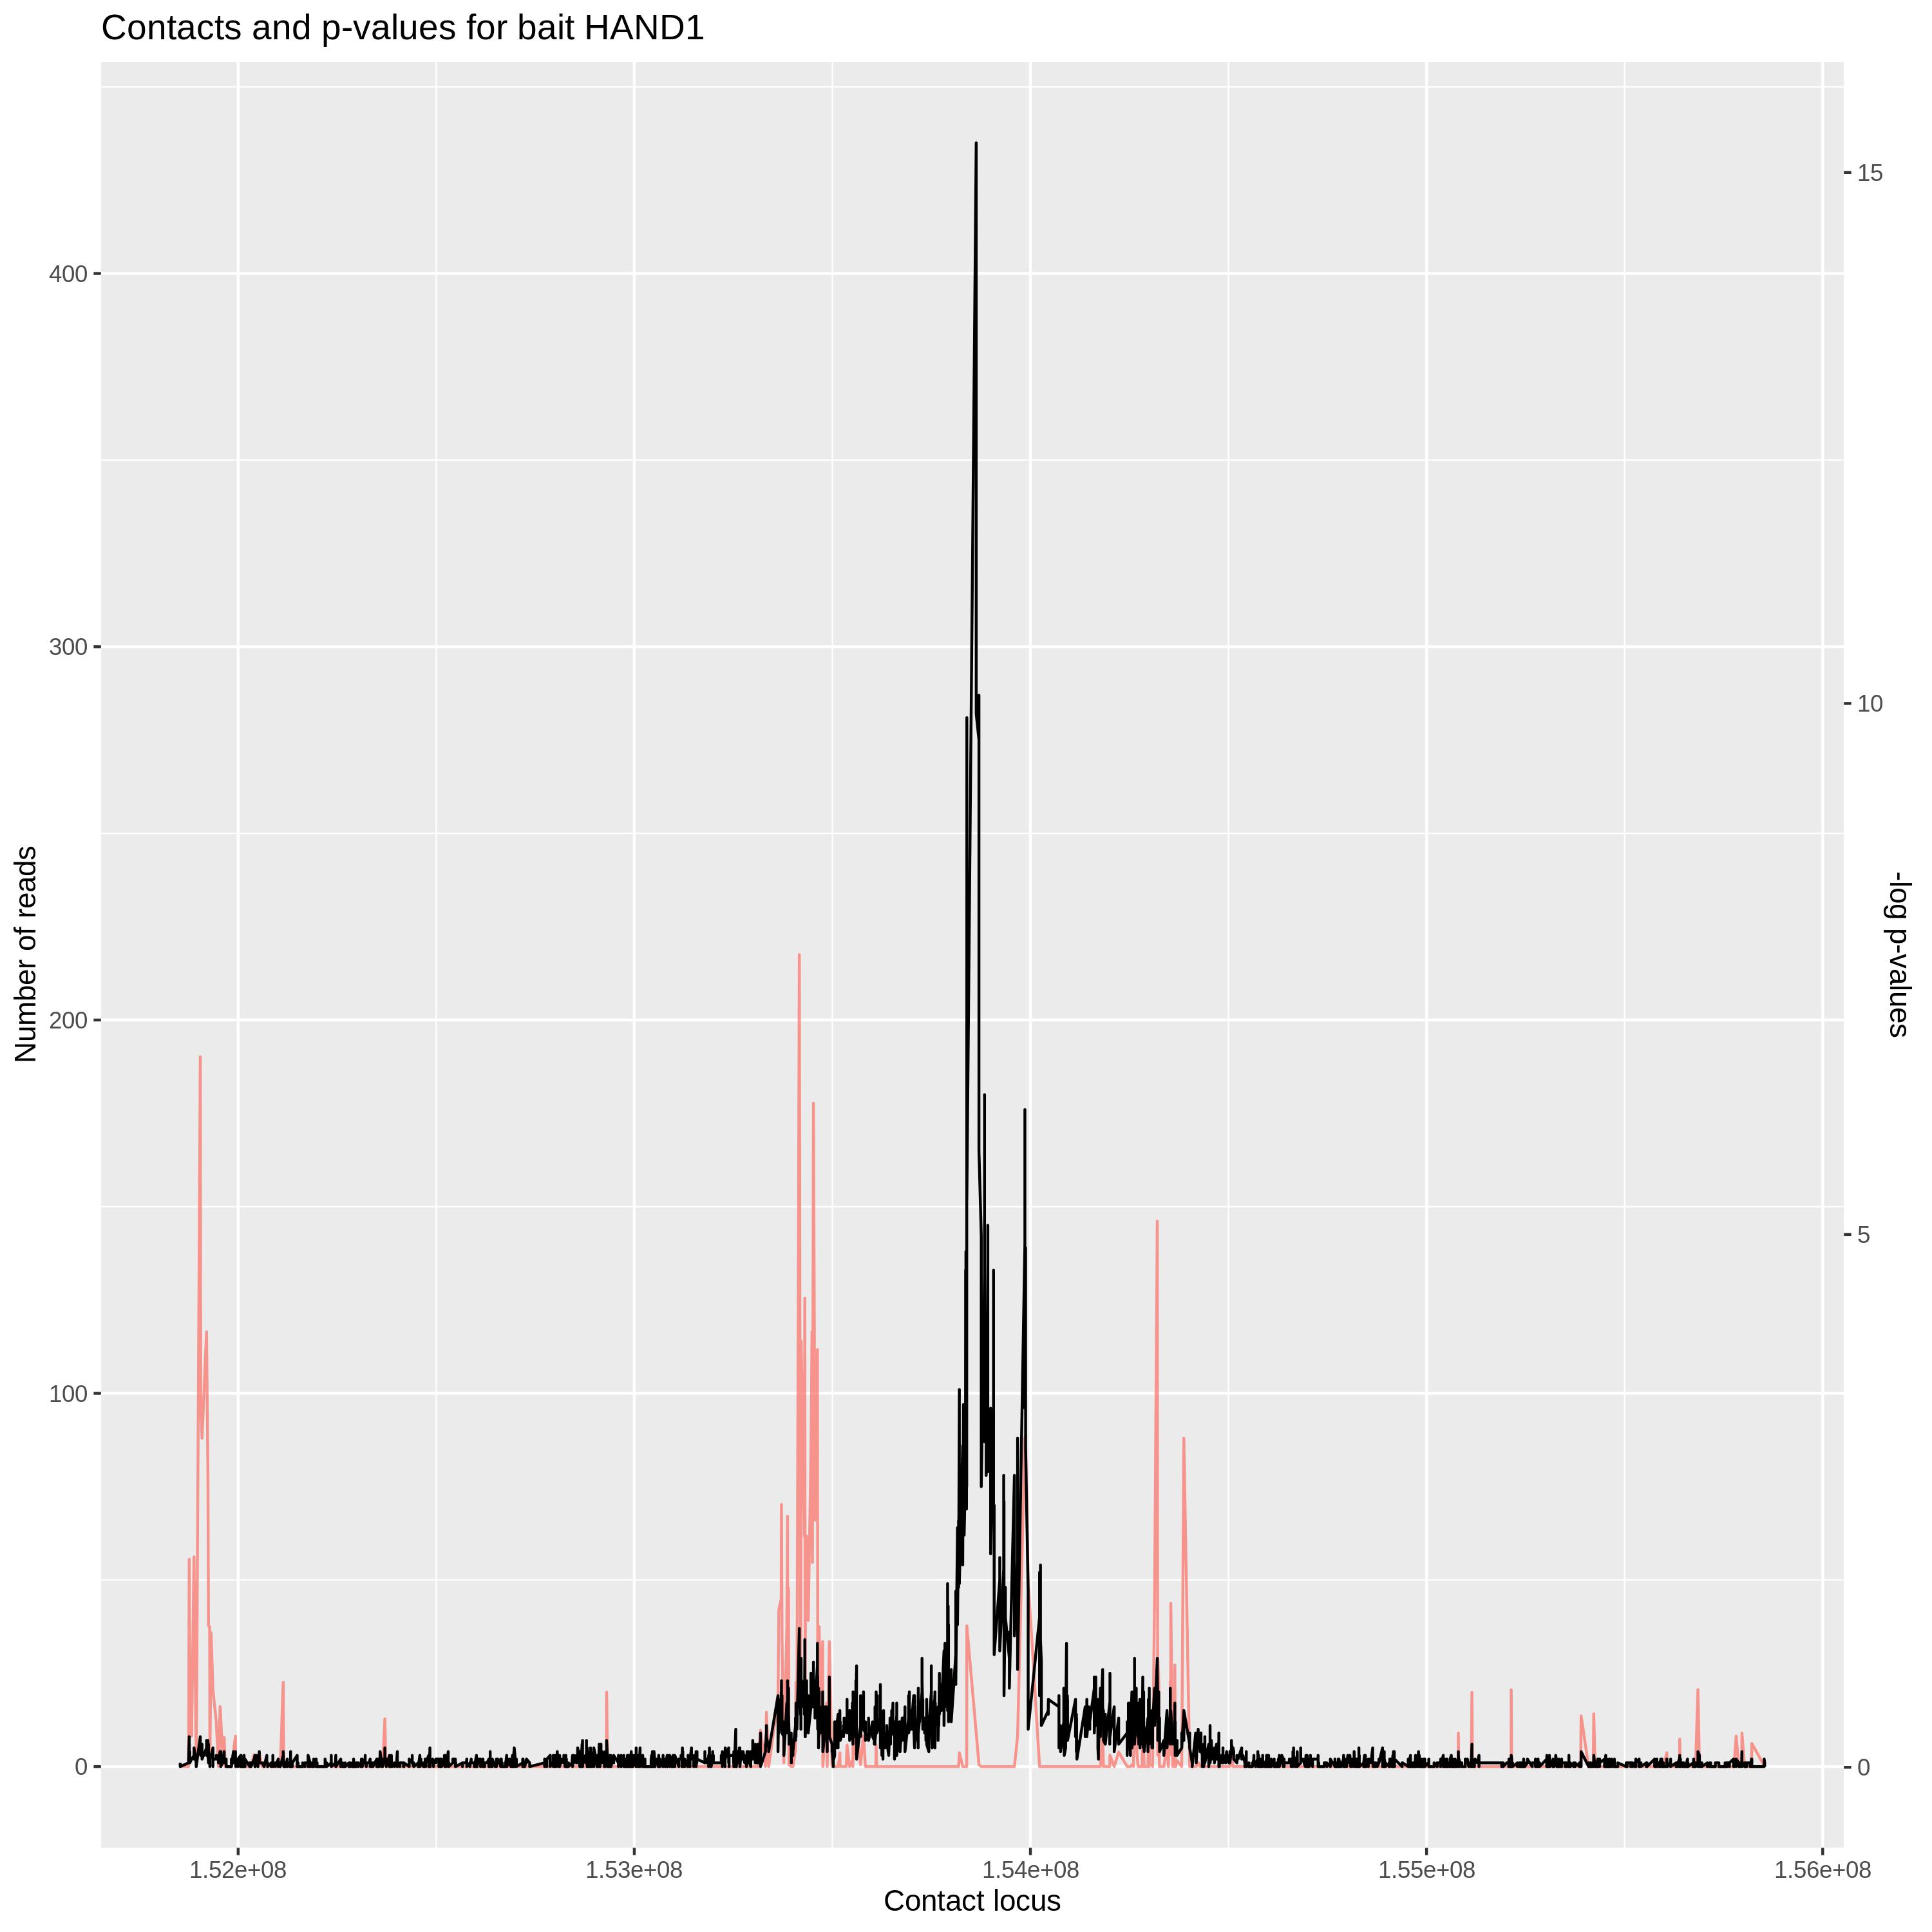 Contacts and p-values for bait HAND1
Number of reads
400
300
200
100
0
15
10
5
0
-log p-values
1.52e+08 1.53e+08 1.54e+08 1.55e+08 1.56e+08
Contact locus